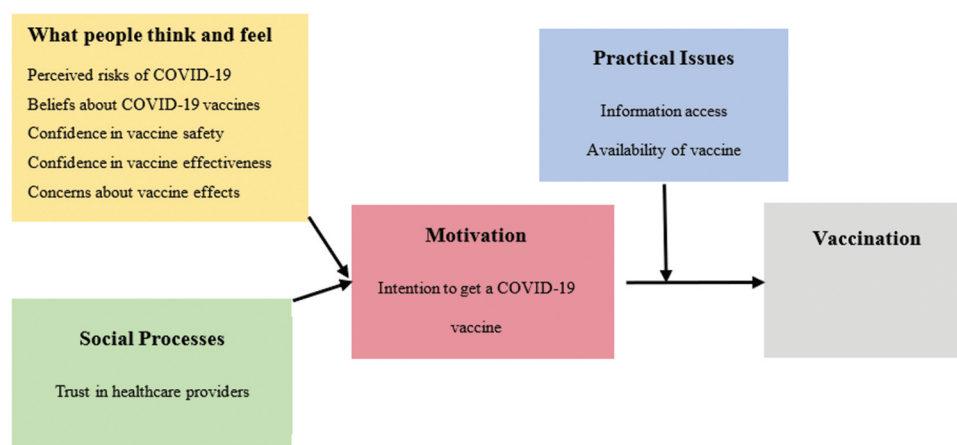 What people think and feel
Perceived risks of COVID-19
Beliefs about COVID-19 vaccines
Confidence in vaccine safety
Confidence in vaccine effectiveness
Concerns about vaccine effects
Social Processes
Trust in healthcare providers
Motivation
Intention to get a COVID-19
vaccine
Practical Issues
Information access
Availability of vaccine
Vaccination